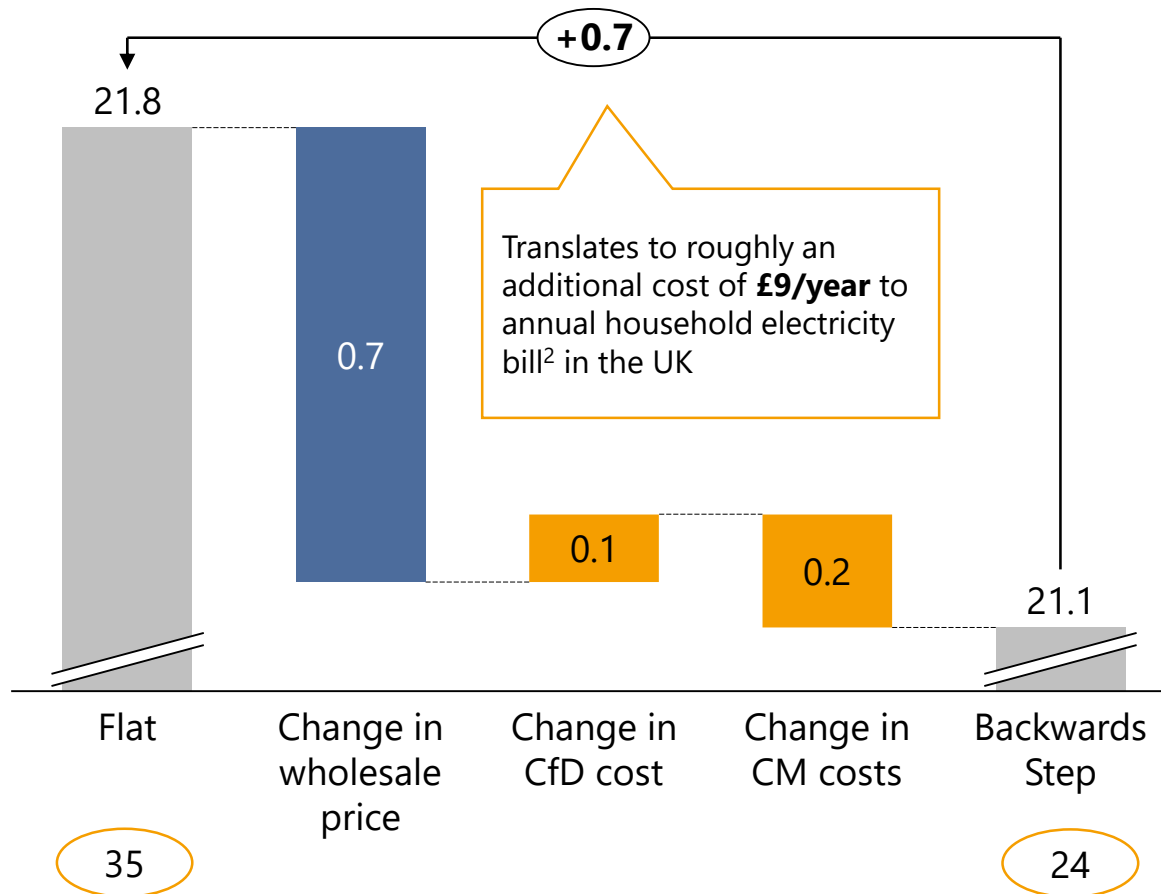 +0.7
21.8
Translates to roughly an
additional cost of £9/year to
annual household electricity
bill² in the UK
0.7
0.1
0.2
21.1
Flat
Change in
wholesale
price
Change in
CfD cost
Change in
CM costs
Backwards
Step
35
24